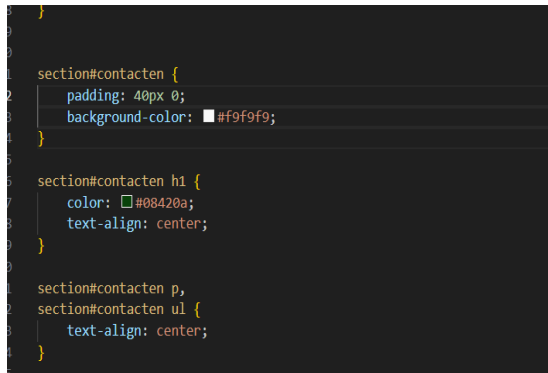 }
section#contacten {
padding: 40px 0;
background-color: #f9f9f9;
}
section#contacten h1 {
color: #08420a;
text-align: center;
}
section#contacten p,
section#contacten ul {
text-align: center;
}